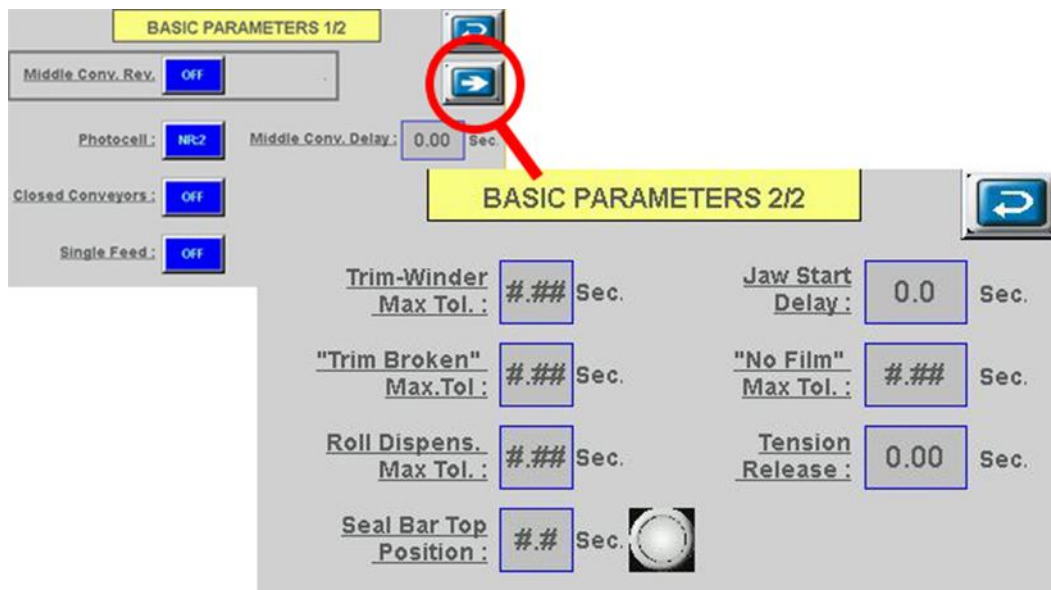 BASIC PARAMETERS 1/2
Middle Conv. Rev. OFF
Photocell : NR:2 Middle Conv. Delay : 0.00 Sec.
Closed Conveyors : OFF
Single Feed : OFF
BASIC PARAMETERS 2/2
Trim-Winder
Max Tol. : #.## Sec.
Jaw Start
Delay : 0.0 Sec.
"Trim Broken"
Max.Tol : #.## Sec.
"No Film"
Max Tol. : #.## Sec.
Roll Dispens.
Max Tol. : #.## Sec.
Tension
Release : 0.00 Sec.
Seal Bar Top
Position : #.# Sec.